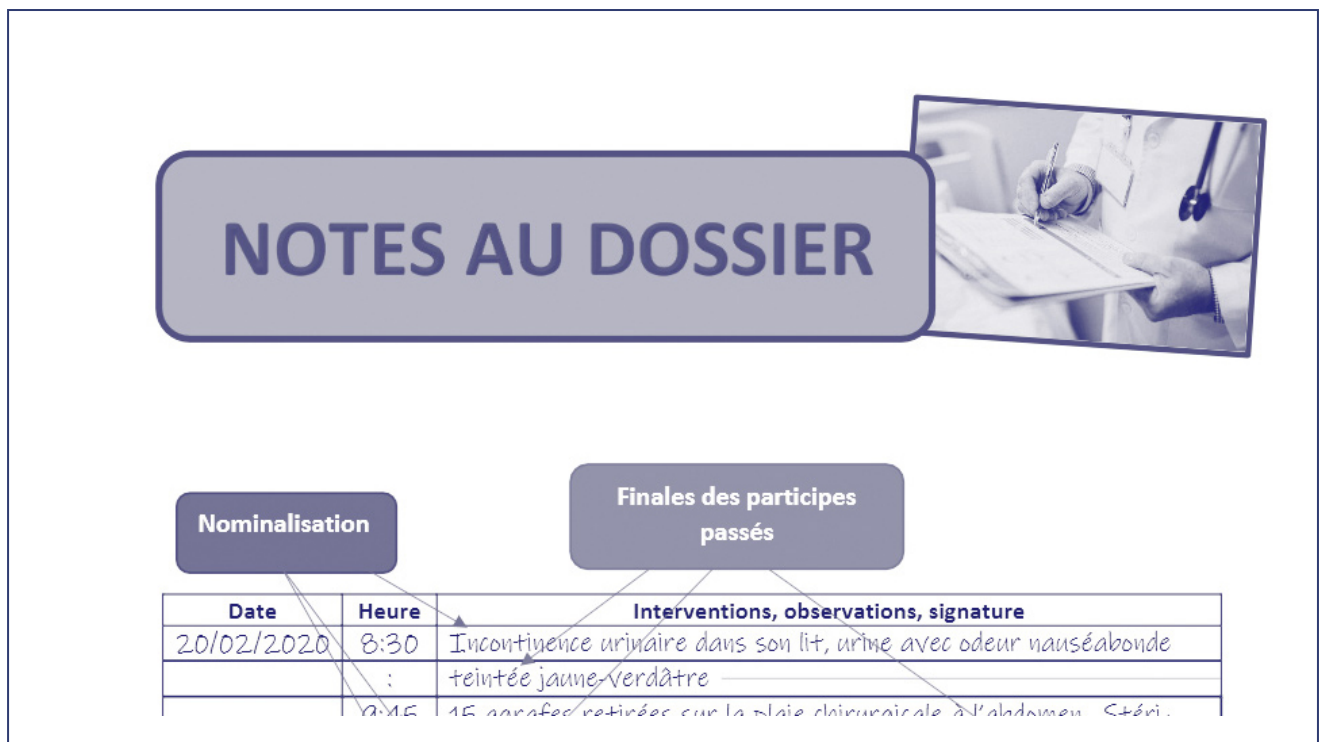 NOTES AU DOSSIER
Nominalisation
Finales des participes
passés
Date Heure Interventions, observations, signature
20/02/2020 8:30 Incontinence urinaire dans son lit, urine avec odeur nauséabonde
: teintée jaune-verdâtre
9:45 15 agrafes retirées sur la plaie chirurgicale à l'abdomen. Stéri-